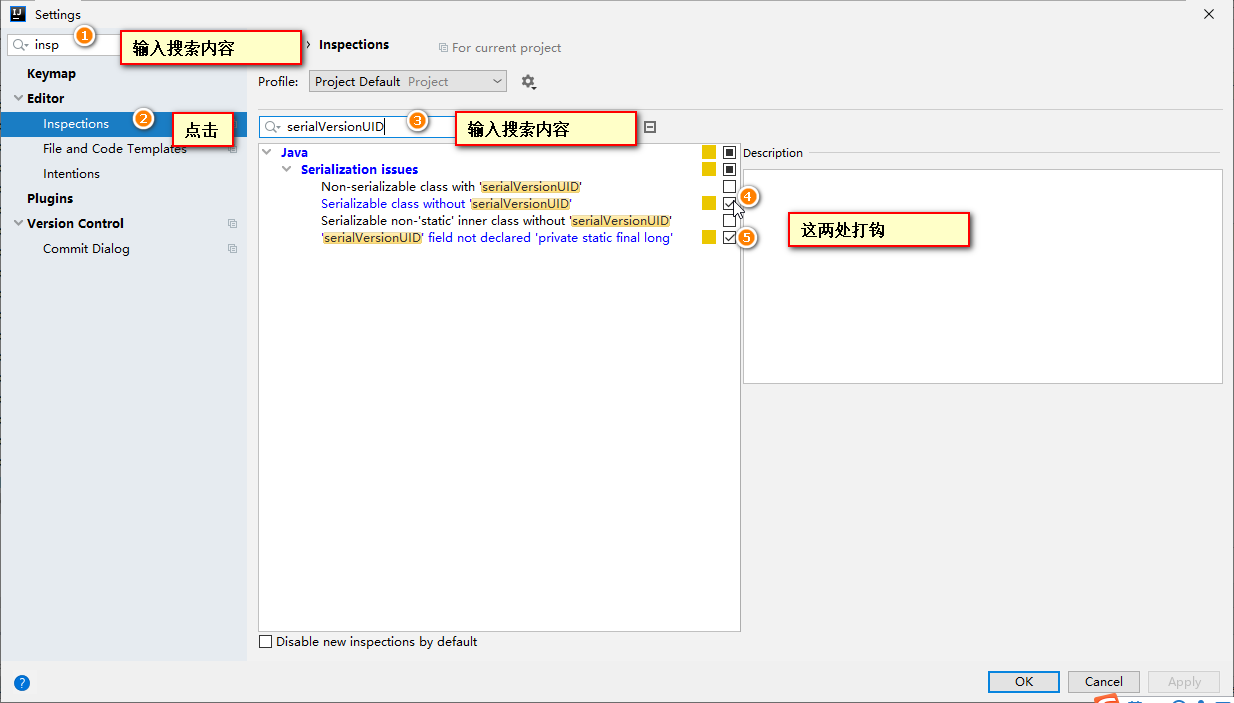 Settings
insp
1
输入搜索内容
› Inspections
For current project
Keymap
Editor
Inspections
2
点击
File and Code Templates
Intentions
Plugins
Version Control
Commit Dialog
Profile:
Project Default Project
serialVersionUID
3
输入搜索内容
Java
Serialization issues
Non-serializable class with 'serialVersionUID'
Serializable class without 'serialVersionUID'
4
Serializable non-'static' inner class without 'serialVersionUID'
'serialVersionUID' field not declared 'private static final long'
5
Description
这两处打钩
Disable new inspections by default
?
OK
Cancel
Apply